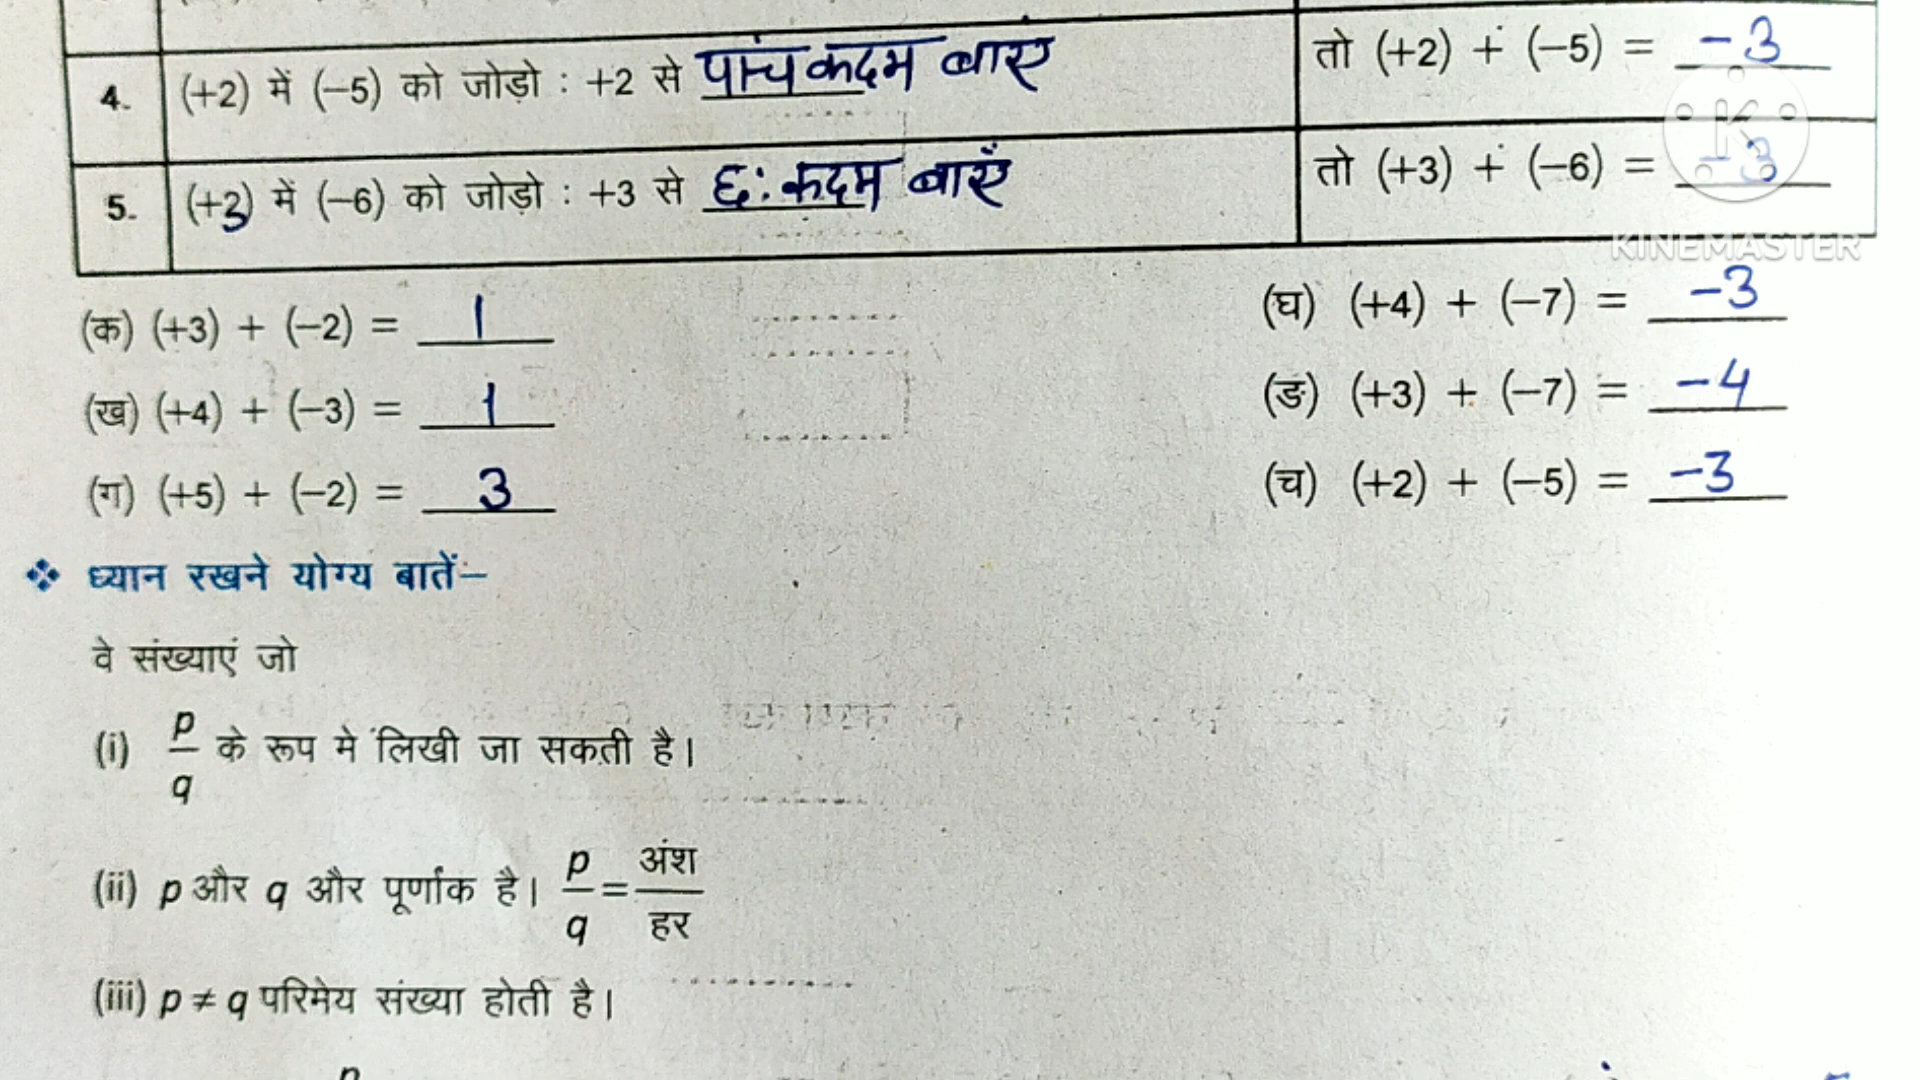 4. (+2) में (−5) को जोड़ो : +2 से पांच कदम बाएं तो (+2) + (−5) = -3
5. (+3) में (−6) को जोड़ो : +3 से छ: कदम बाएँ तो (+3) + (−6) = -3
KINEMASTER
(क) (+3) + (−2) = 1 (घ) (+4) + (−7) = -3
(ख) (+4) + (−3) = 1 (ङ) (+3) + (−7) = -4
(ग) (+5) + (−2) = 3 (च) (+2) + (−5) = -3
❖ ध्यान रखने योग्य बातें−
वे संख्याएं जो
(i) p/q के रूप मे लिखी जा सकती है।
(ii) p और q और पूर्णांक है। p/q = अंश/हर
(iii) p ≠ q परिमेय संख्या होती है।